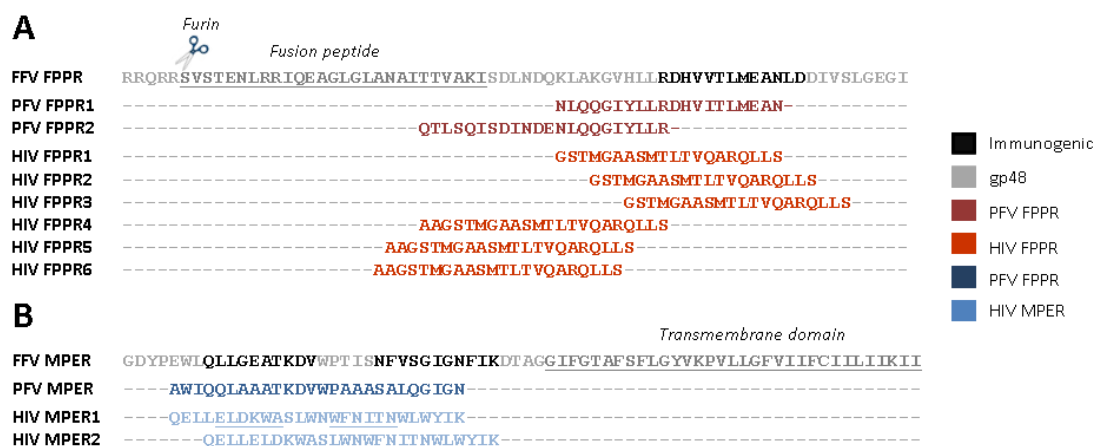 A
Furin
Fusion peptide
FFV FPPR RRQRRSVSTENLRRIQEAGLGLANAITTVAKISDLNDQKLAKGVHLLRDHVVTLMEANLDDIVSLGEGI
PFV FPPR1 --------------------------------------NLQQGIYLLRDHVITLMEAN-----------
PFV FPPR2 --------------------------QTLSQISDINDENLQQGIYLLR---------------------
HIV FPPR1 --------------------------------------GSTMGAASMTLTVQARQLLS-----------
HIV FPPR2 -----------------------------------------GSTMGAASMTLTVQARQLLS--------
HIV FPPR3 --------------------------------------------GSTMGAASMTLTVQARQLLS-----
HIV FPPR4 --------------------------AAGSTMGAASMTLTVQARQLLS---------------------
HIV FPPR5 -----------------------AAGSTMGAASMTLTVQARQLLS------------------------
HIV FPPR6 ----------------------AAGSTMGAASMTLTVQARQLLS-------------------------
Immunogenic
gp48
PFV FPPR
HIV FPPR
PFV FPPR
HIV MPER
B
Transmembrane domain
FFV MPER GDYPEWLQLLGEATKDVWPTISNFVSGIGNFIKDTAGGIFGTAFSFLGYVKPVLLGFVIIFCIILIIKII
PFV MPER ----AWIQQLAAATKDVWPAAASALQGIGN----------------------------------------
HIV MPER1 ----QELLELDKWASLWNWFNITNWLWYIK----------------------------------------
HIV MPER2 -------QELLELDKWASLWNWFNITNWLWYIK-------------------------------------